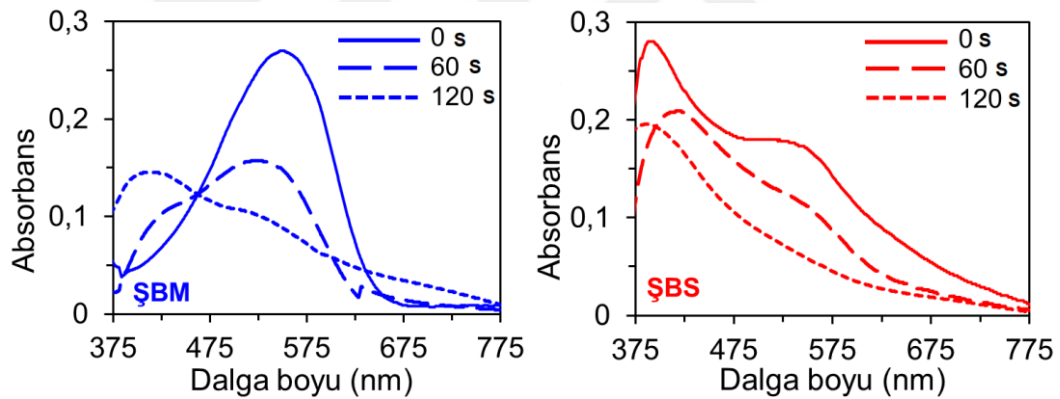 0,3
0,2
0,1
0
Absorbans
0 s
60 s
120 s
ŞBM
375 475 575 675 775
Dalga boyu (nm)
0,3
0,2
0,1
0
Absorbans
0 s
60 s
120 s
ŞBS
375 475 575 675 775
Dalga boyu (nm)